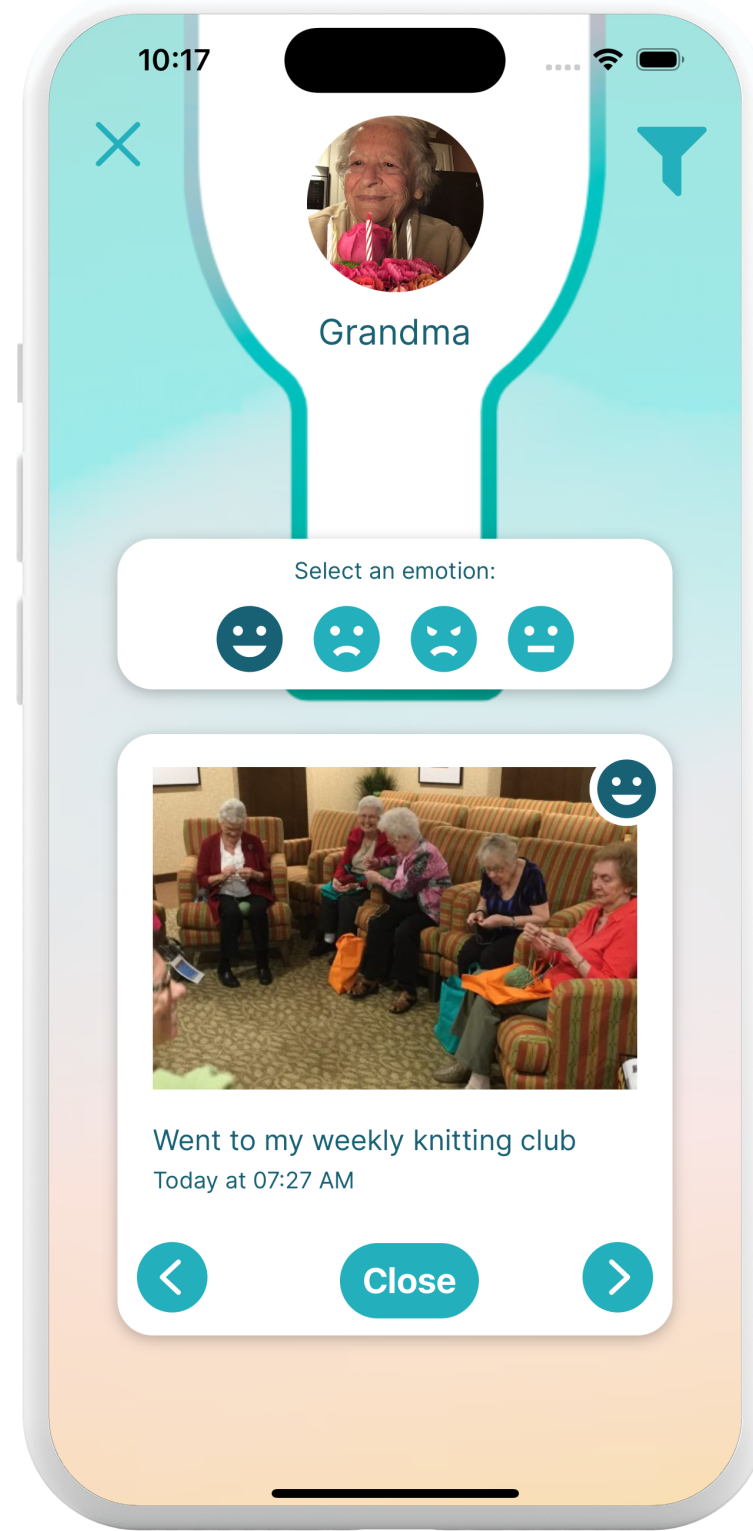 10:17
Grandma
Select an emotion:
Went to my weekly knitting club
Today at 07:27 AM
Close